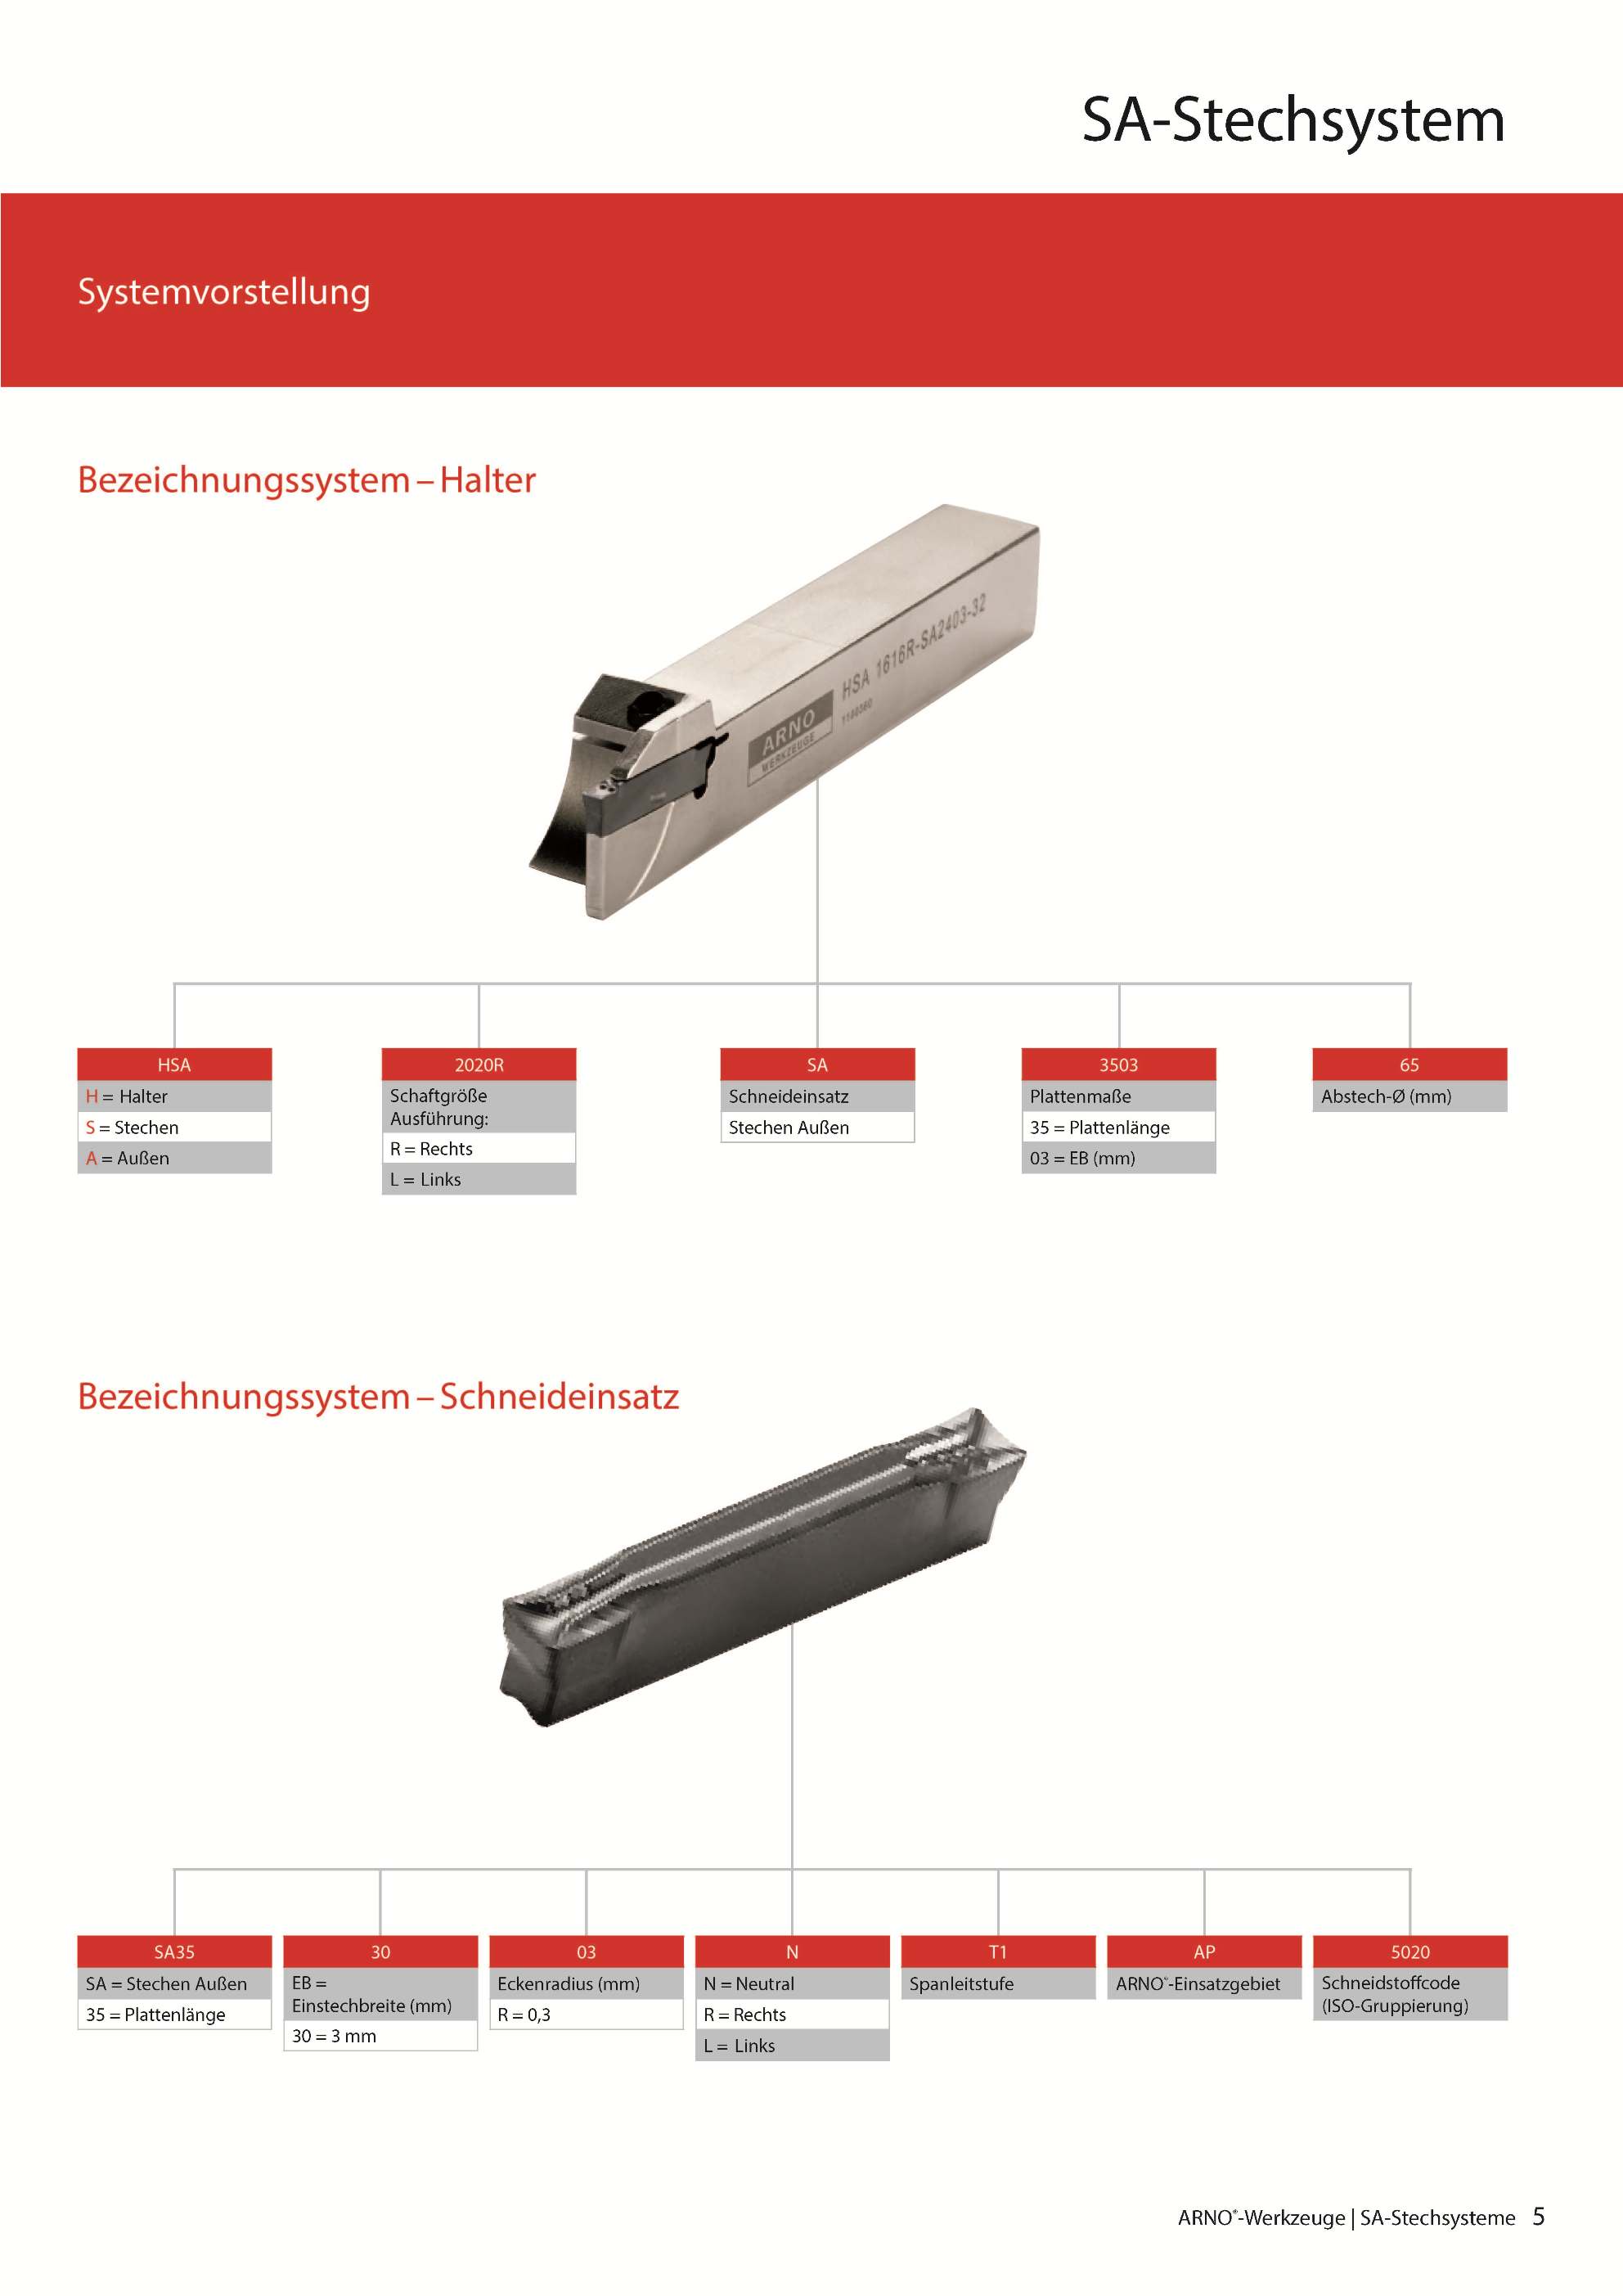 SA-Stechsystem
Systemvorstellung
Bezeichnungssystem – Halter
HSA 1616R-SA2403-32
ARNO
WERKZEUGE
HSA
H = Halter
S = Stechen
A = Außen
2020R
Schaftgröße
Ausführung:
R = Rechts
L = Links
SA
Schneideinsatz
Stechen Außen
3503
Plattenmaße
35 = Plattenlänge
03 = EB (mm)
65
Abstech-Ø (mm)
Bezeichnungssystem – Schneideinsatz
SA35
SA = Stechen Außen
35 = Plattenlänge
30
EB =
Einstechbreite (mm)
30 = 3 mm
03
Eckenradius (mm)
R = 0,3
N
N = Neutral
R = Rechts
L = Links
T1
Spanleitstufe
AP
ARNO®-Einsatzgebiet
5020
Schneidstoffcode
(ISO-Gruppierung)
ARNO®-Werkzeuge | SA-Stechsysteme 5